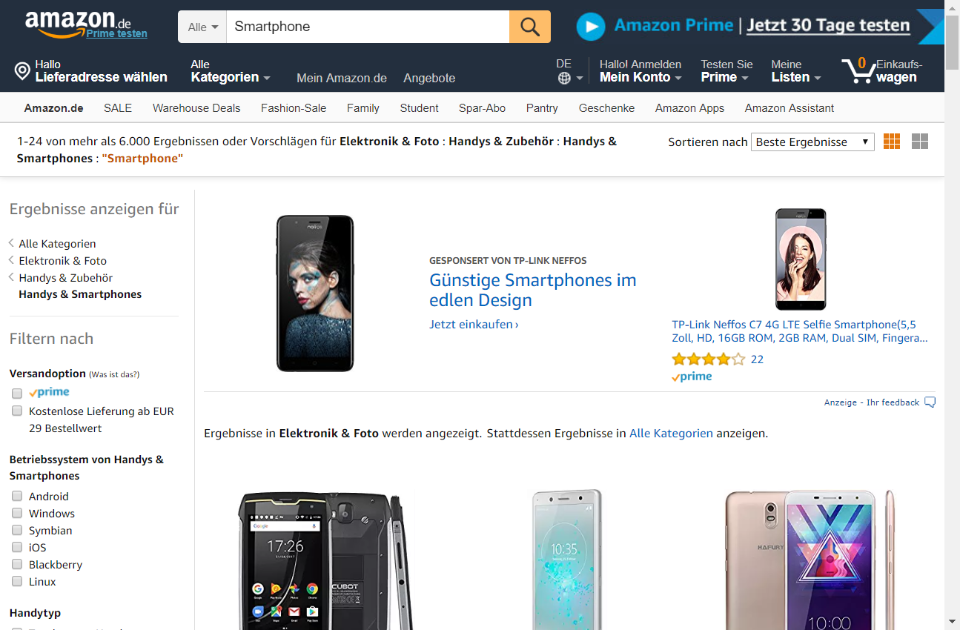 amazon.de
Prime testen
Alle
Smartphone
Amazon Prime | Jetzt 30 Tage testen
Hallo
Lieferadresse wählen
Alle
Kategorien
Mein Amazon.de
Angebote
DE
Hallo! Anmelden
Mein Konto
Testen Sie
Prime
Meine
Listen
0
Einkaufs-
wagen
Amazon.de
SALE
Warehouse Deals
Fashion-Sale
Family
Student
Spar-Abo
Pantry
Geschenke
Amazon Apps
Amazon Assistant
1-24 von mehr als 6.000 Ergebnissen oder Vorschlägen für Elektronik & Foto : Handys & Zubehör : Handys &
Smartphones : "Smartphone"
Sortieren nach
Beste Ergebnisse
Ergebnisse anzeigen für
Alle Kategorien
Elektronik & Foto
Handys & Zubehör
Handys & Smartphones
Filtern nach
Versandoption (Was ist das?)
prime
Kostenlose Lieferung ab EUR
29 Bestellwert
Betriebssystem von Handys &
Smartphones
Android
Windows
Symbian
iOS
Blackberry
Linux
Handytyp
GESPONSERT VON TP-LINK NEFFOS
Günstige Smartphones im
edlen Design
Jetzt einkaufen ›
TP-Link Neffos C7 4G LTE Selfie Smartphone(5,5
Zoll, HD, 16GB ROM, 2GB RAM, Dual SIM, Fingera...
22
prime
Anzeige - Ihr feedback
Ergebnisse in Elektronik & Foto werden angezeigt. Stattdessen Ergebnisse in Alle Kategorien anzeigen.
17:26
CUBOT
10:35
10:00